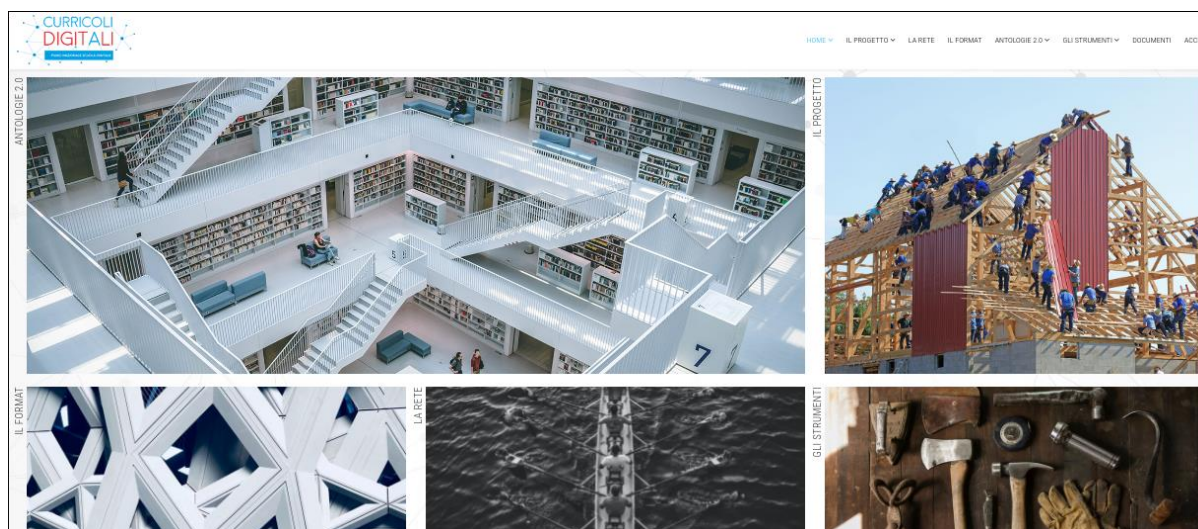 CURRICOLI
DIGITALI
HOME IL PROGETTO LA RETE IL FORMAT ANTOLOGIE 2.0 GLI STRUMENTI DOCUMENTI ACC
ANTOLOGIE 2.0
IL PROGETTO
7
IL FORMAT
LA RETE
GLI STRUMENTI